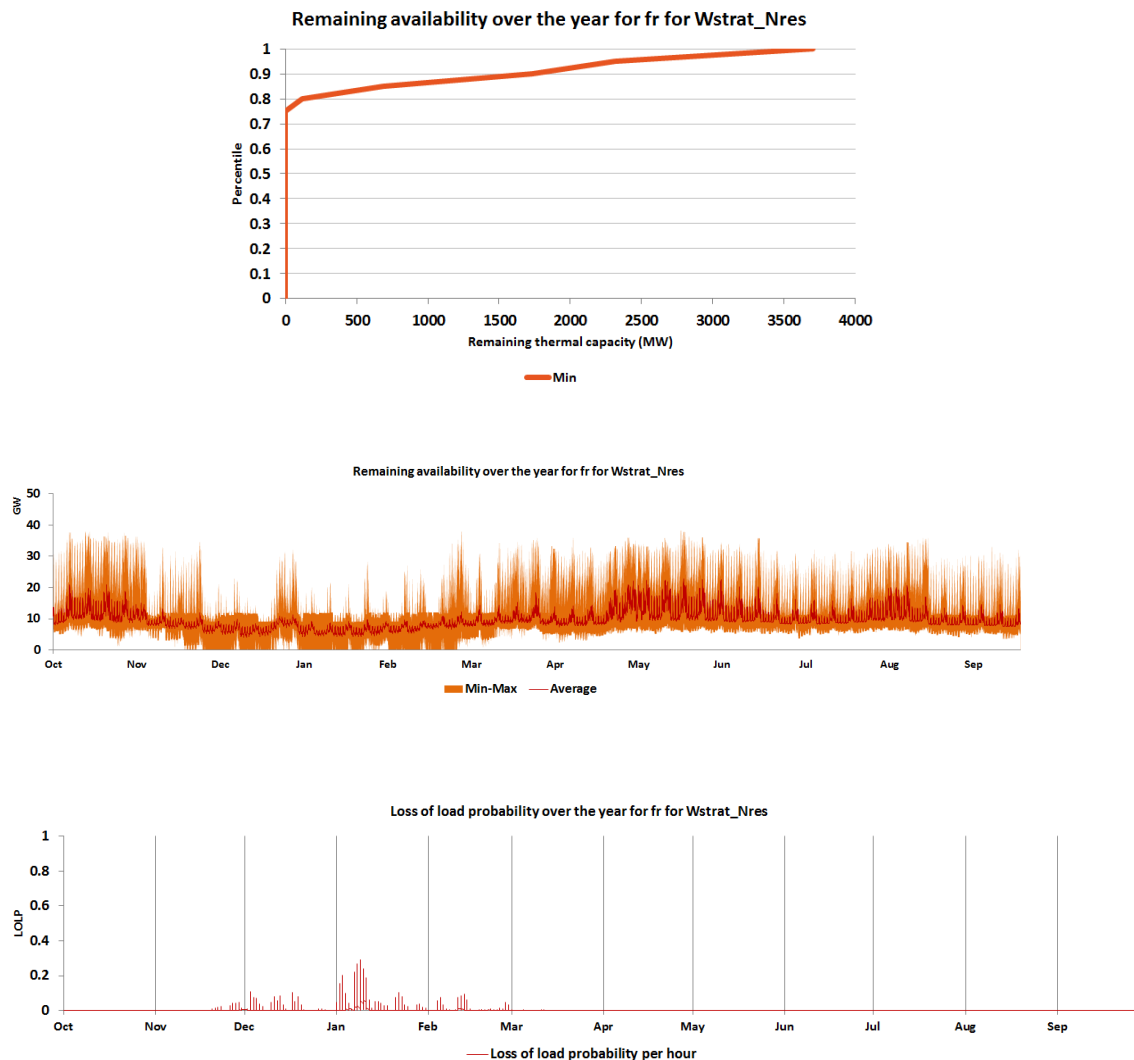 Remaining availability over the year for fr for Wstrat_Nres
1
0.9
0.8
0.7
0.6
0.5
0.4
0.3
0.2
0.1
0
Percentile
0 500 1000 1500 2000 2500 3000 3500 4000
Remaining thermal capacity (MW)
Min
Remaining availability over the year for fr for Wstrat_Nres
GW
50
40
30
20
10
0
Oct Nov Dec Jan Feb Mar Apr May Jun Jul Aug Sep
Min-Max Average
Loss of load probability over the year for fr for Wstrat_Nres
1
0.8
0.6
0.4
0.2
0
LOLP
Oct Nov Dec Jan Feb Mar Apr May Jun Jul Aug Sep
Loss of load probability per hour